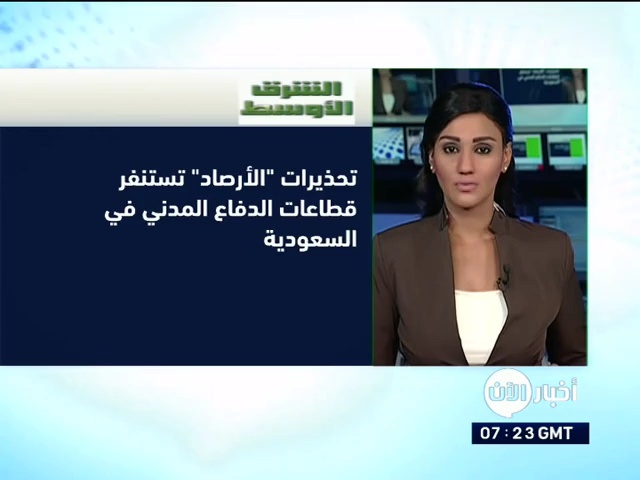 الشرق
الأوسط
تحذيرات "الأرصاد" تستنفر
قطاعات الدفاع المدني في
السعودية
أخبار الآن
07:23 GMT